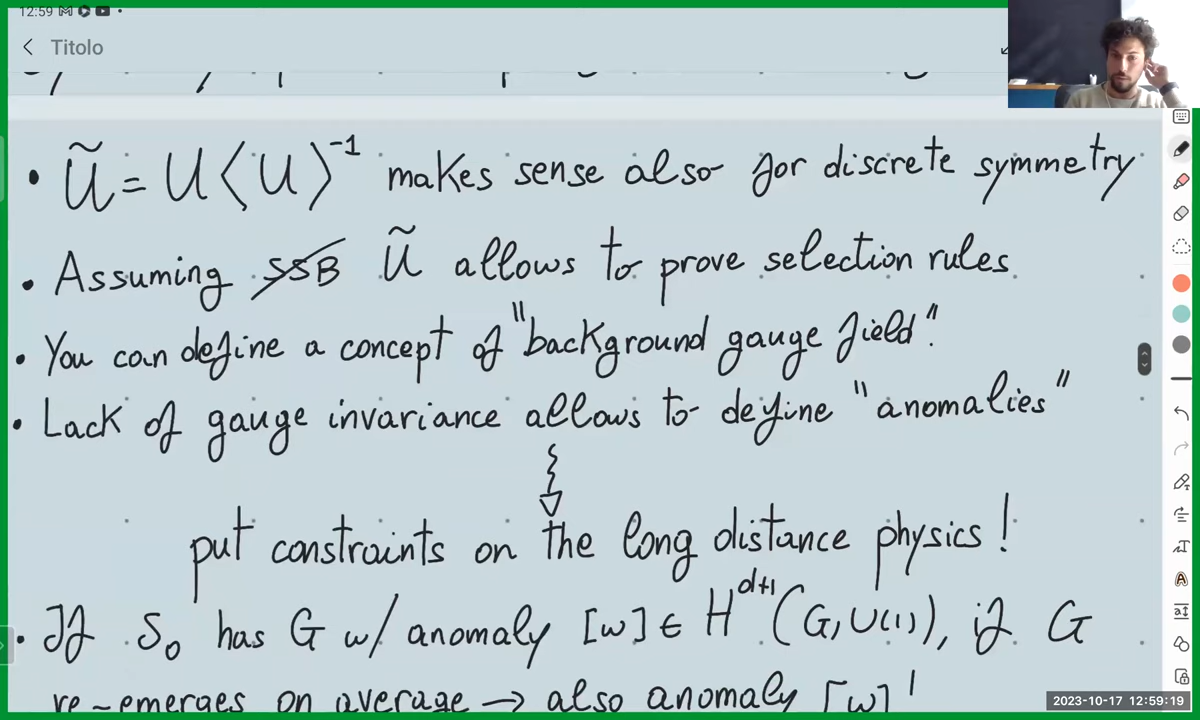 12:59
Titolo
• Ũ = U⟨U⟩⁻¹ makes sense also for discrete symmetry
• Assuming S̶S̶B̶ Ũ allows to prove selection rules.
• You can define a concept of "background gauge field".
• Lack of gauge invariance allows to define "anomalies"
put constraints on the long distance physics!
• If S₀ has G w/ anomaly [w] ∈ H^{d+1}(G, U(1)), if G
re-emerges on average → also anomaly [w]!
2023-10-17 12:59:19